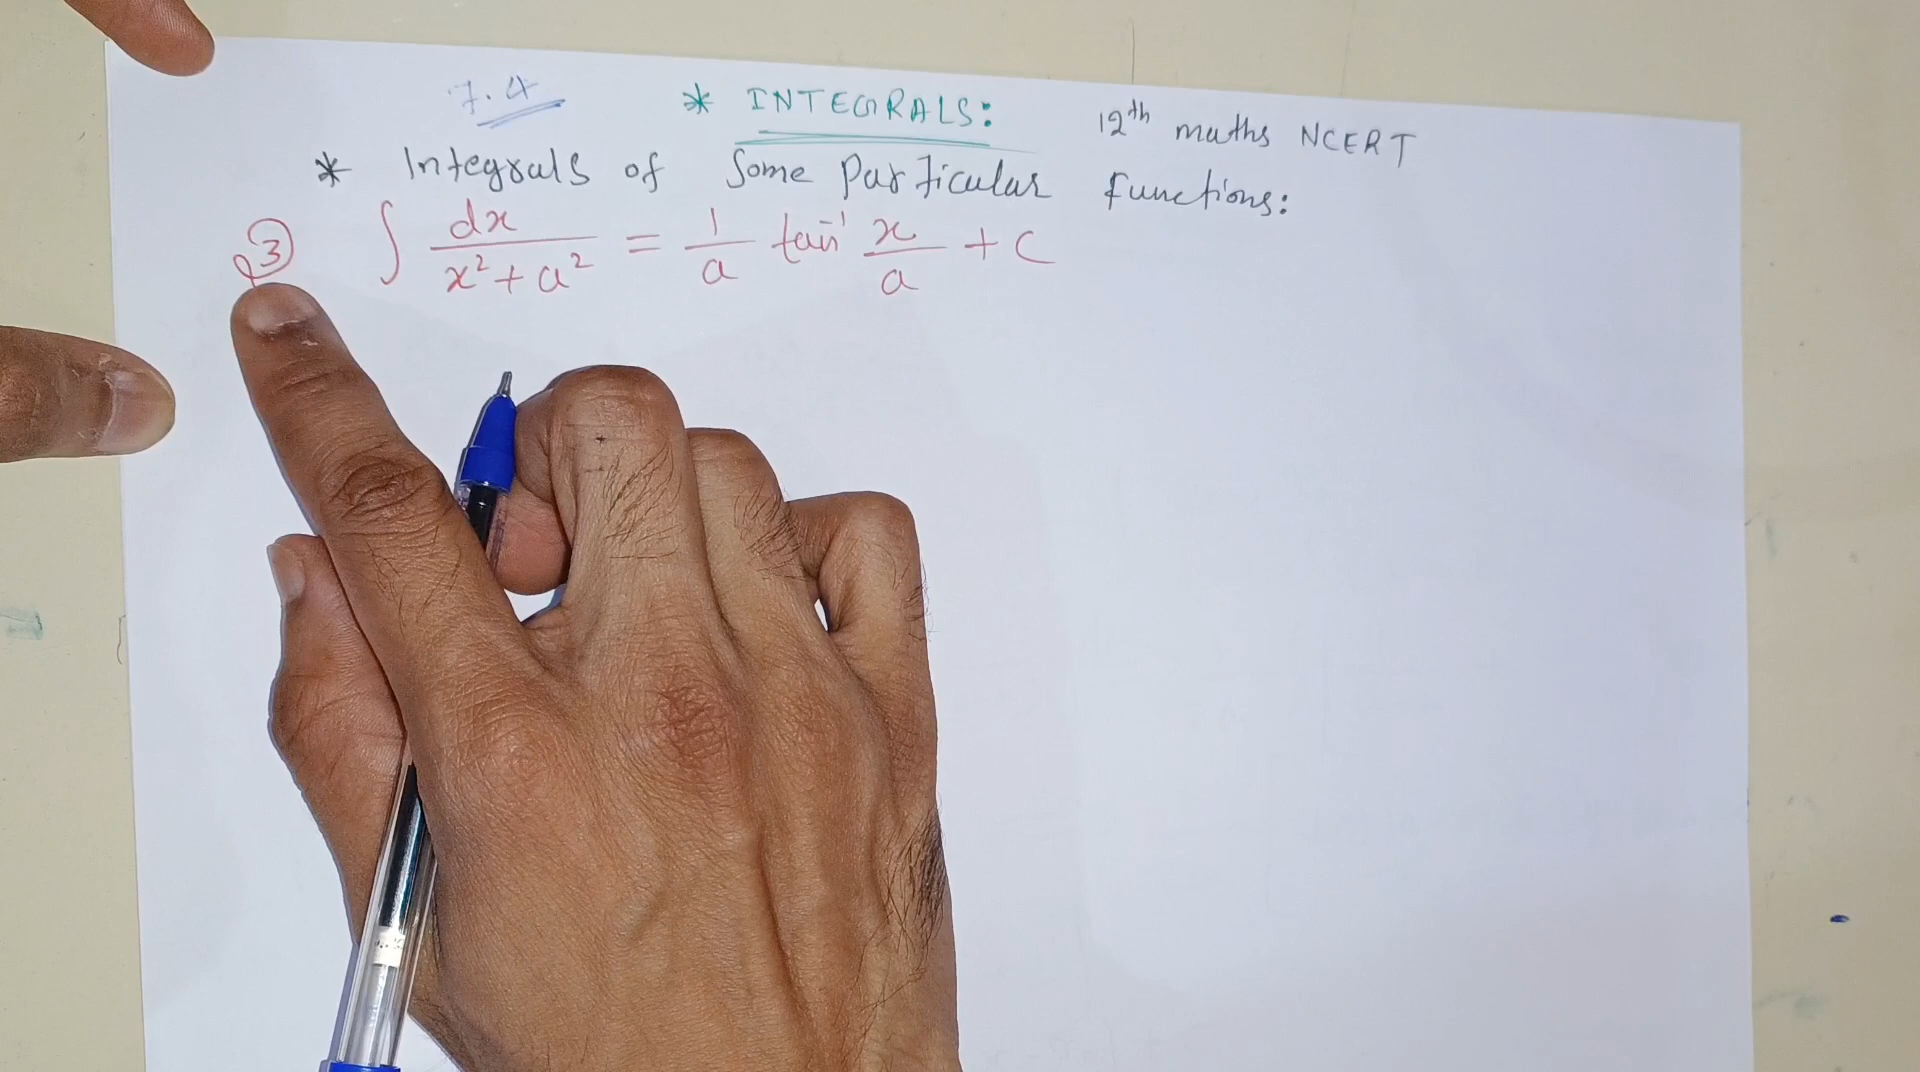 7.4 * INTEGRALS: 12th maths NCERT
* Integrals of Some Particular Functions:
③ ∫ dx/(x²+a²) = 1/a tan⁻¹ x/a + C